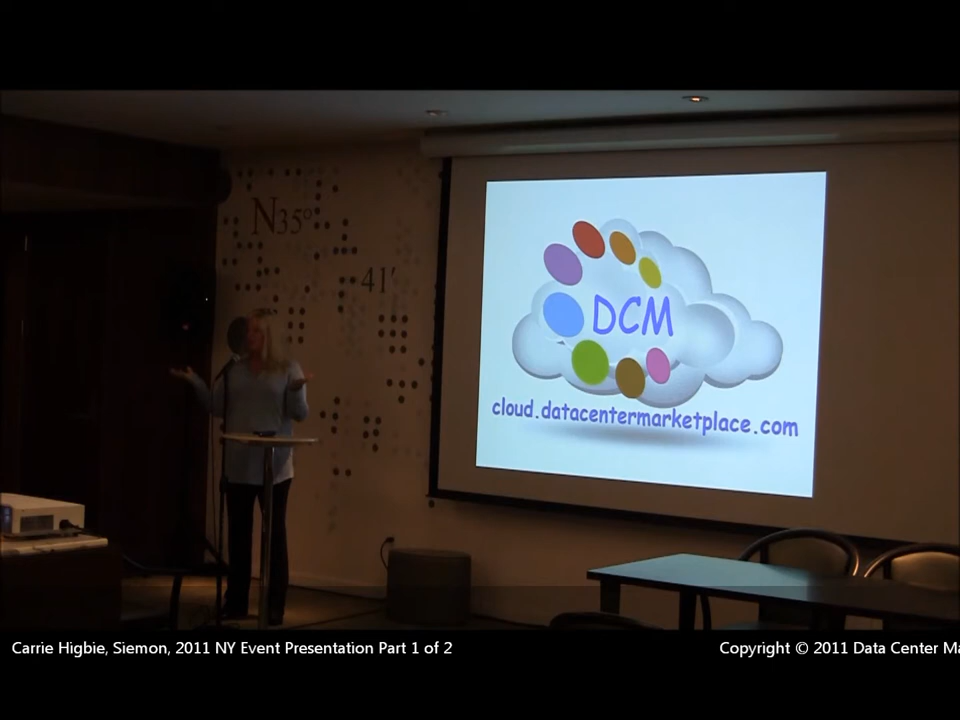 N35°
41'
DCM
cloud.datacentermarketplace.com
Carrie Higbie, Siemon, 2011 NY Event Presentation Part 1 of 2
Copyright © 2011 Data Center Ma